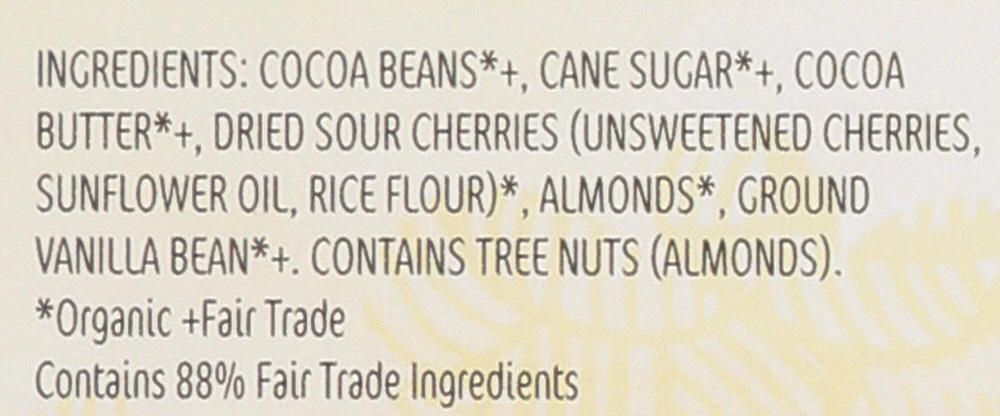 INGREDIENTS: COCOA BEANS*+, CANE SUGAR*+, COCOA
BUTTER*+, DRIED SOUR CHERRIES (UNSWEETENED CHERRIES,
SUNFLOWER OIL, RICE FLOUR)*, ALMONDS*, GROUND
VANILLA BEAN*+. CONTAINS TREE NUTS (ALMONDS).
*Organic +Fair Trade
Contains 88% Fair Trade Ingredients